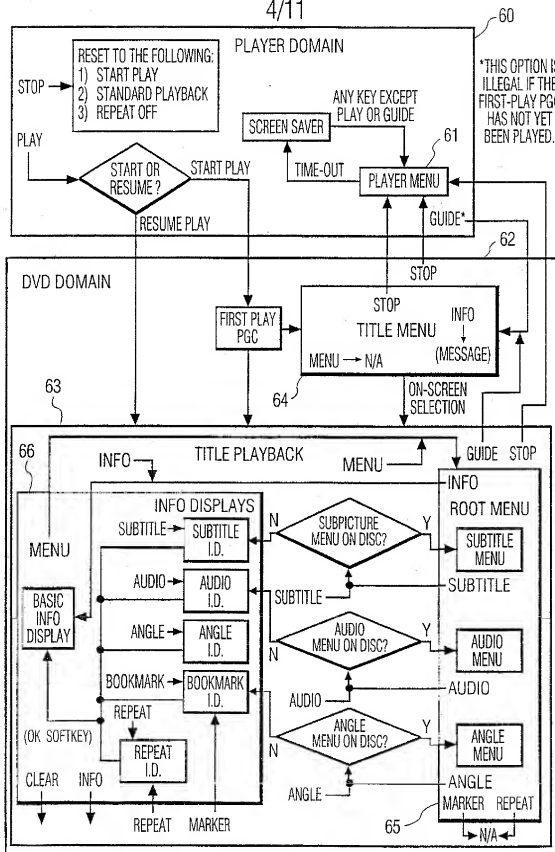 4/11
60
PLAYER DOMAIN
RESET TO THE FOLLOWING:
1) START PLAY
2) STANDARD PLAYBACK
3) REPEAT OFF
STOP
*THIS OPTION IS
ILLEGAL IF THE
FIRST-PLAY PGC
HAS NOT YET
BEEN PLAYED.
ANY KEY EXCEPT
PLAY OR GUIDE
SCREEN SAVER
61
PLAY
TIME-OUT
PLAYER MENU
START OR
RESUME ?
START PLAY
RESUME PLAY
GUIDE*
62
STOP
DVD DOMAIN
STOP
FIRST PLAY
PGC
TITLE MENU
INFO
(MESSAGE)
MENU
N/A
64
ON-SCREEN
SELECTION
63
GUIDE
STOP
66
INFO
TITLE PLAYBACK
MENU
INFO
INFO DISPLAYS
ROOT MENU
N
SUBPICTURE
MENU ON DISC?
Y
SUBTITLE
SUBTITLE
I.D.
SUBTITLE
MENU
MENU
SUBTITLE
SUBTITLE
AUDIO
AUDIO
I.D.
BASIC
INFO
DISPLAY
AUDIO
MENU ON DISC?
Y
N
AUDIO
MENU
ANGLE
ANGLE
I.D.
AUDIO
AUDIO
BOOKMARK
BOOKMARK
I.D.
REPEAT
(OK SOFTKEY)
ANGLE
MENU ON DISC?
Y
N
ANGLE
MENU
REPEAT
I.D.
CLEAR
INFO
ANGLE
ANGLE
MARKER
REPEAT
REPEAT
MARKER
65
N/A